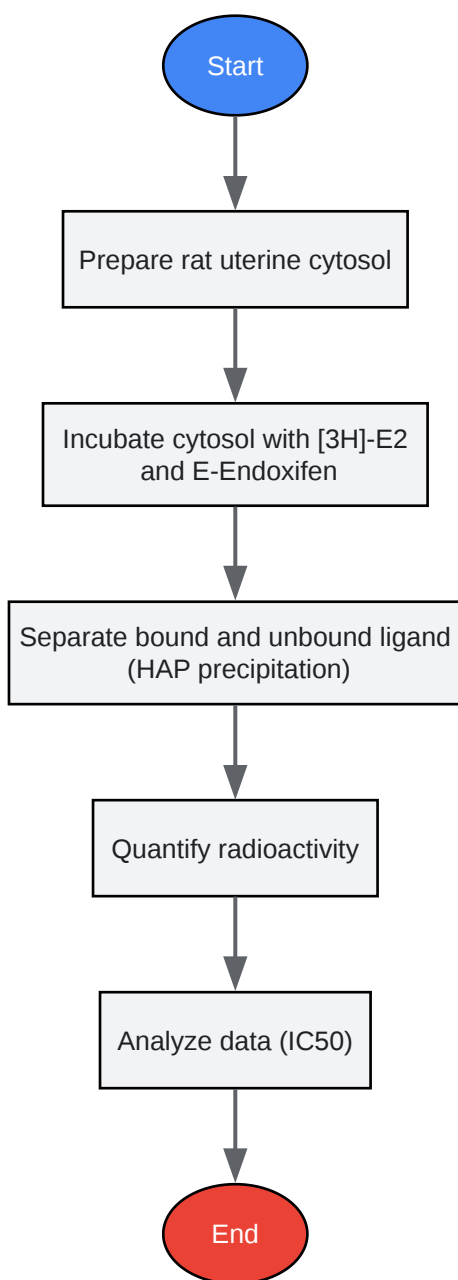 Start
Prepare rat uterine cytosol
Incubate cytosol with [3H]-E2
and E-Endoxifen
Separate bound and unbound ligand
(HAP precipitation)
Quantify radioactivity
Analyze data (IC50)
End